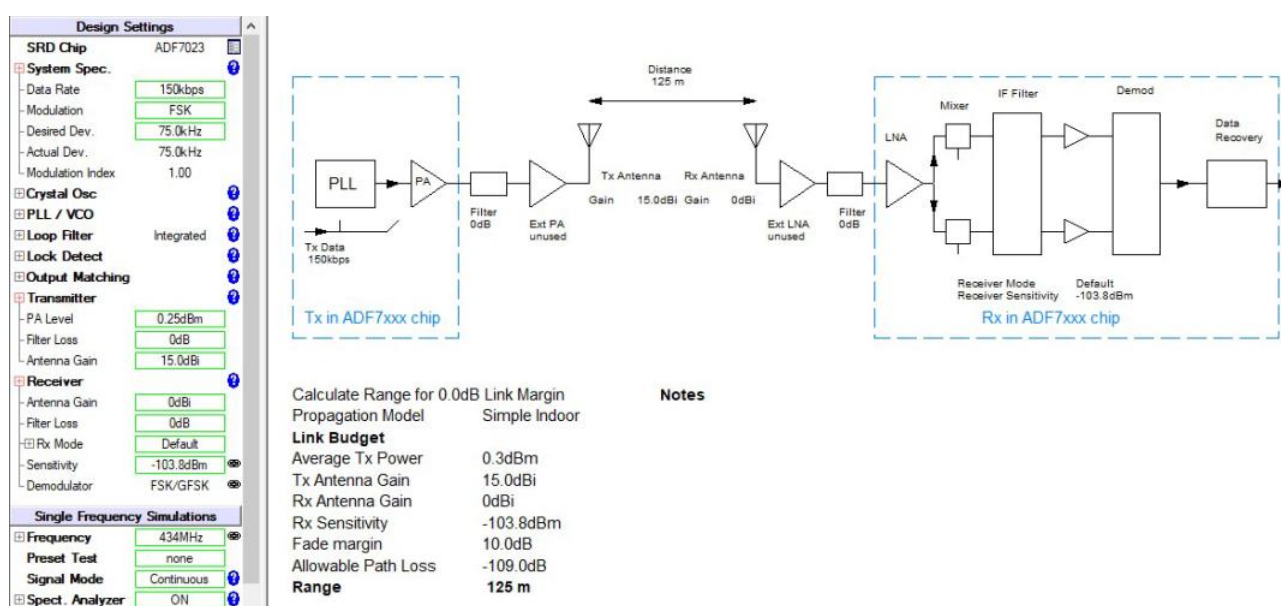 Design Settings
SRD Chip ADF7023
System Spec.
Data Rate 150kbps
Modulation FSK
Desired Dev. 75.0kHz
Actual Dev. 75.0kHz
Modulation Index 1.00
Crystal Osc
PLL / VCO
Loop Filter Integrated
Lock Detect
Output Matching
Transmitter
PA Level 0.25dBm
Filter Loss 0dB
Antenna Gain 15.0dBi
Receiver
Antenna Gain 0dBi
Filter Loss 0dB
Rx Mode Default
Sensitivity -103.8dBm
Demodulator FSK/GFSK
Single Frequency Simulations
Frequency 434MHz
Preset Test none
Signal Mode Continuous
Spect. Analyzer ON
Distance
125 m
PLL
PA
Tx Data
150kbps
Filter
0dB
Ext PA
unused
Tx Antenna Rx Antenna
Gain 15.0dBi Gain 0dBi
Ext LNA
unused
Filter
0dB
LNA
Mixer
IF Filter
Demod
Data
Recovery
Receiver Mode Default
Receiver Sensitivity -103.8dBm
Tx in ADF7xxx chip
Rx in ADF7xxx chip
Calculate Range for 0.0dB Link Margin Notes
Propagation Model Simple Indoor
Link Budget
Average Tx Power 0.3dBm
Tx Antenna Gain 15.0dBi
Rx Antenna Gain 0dBi
Rx Sensitivity -103.8dBm
Fade margin 10.0dB
Allowable Path Loss -109.0dB
Range 125 m